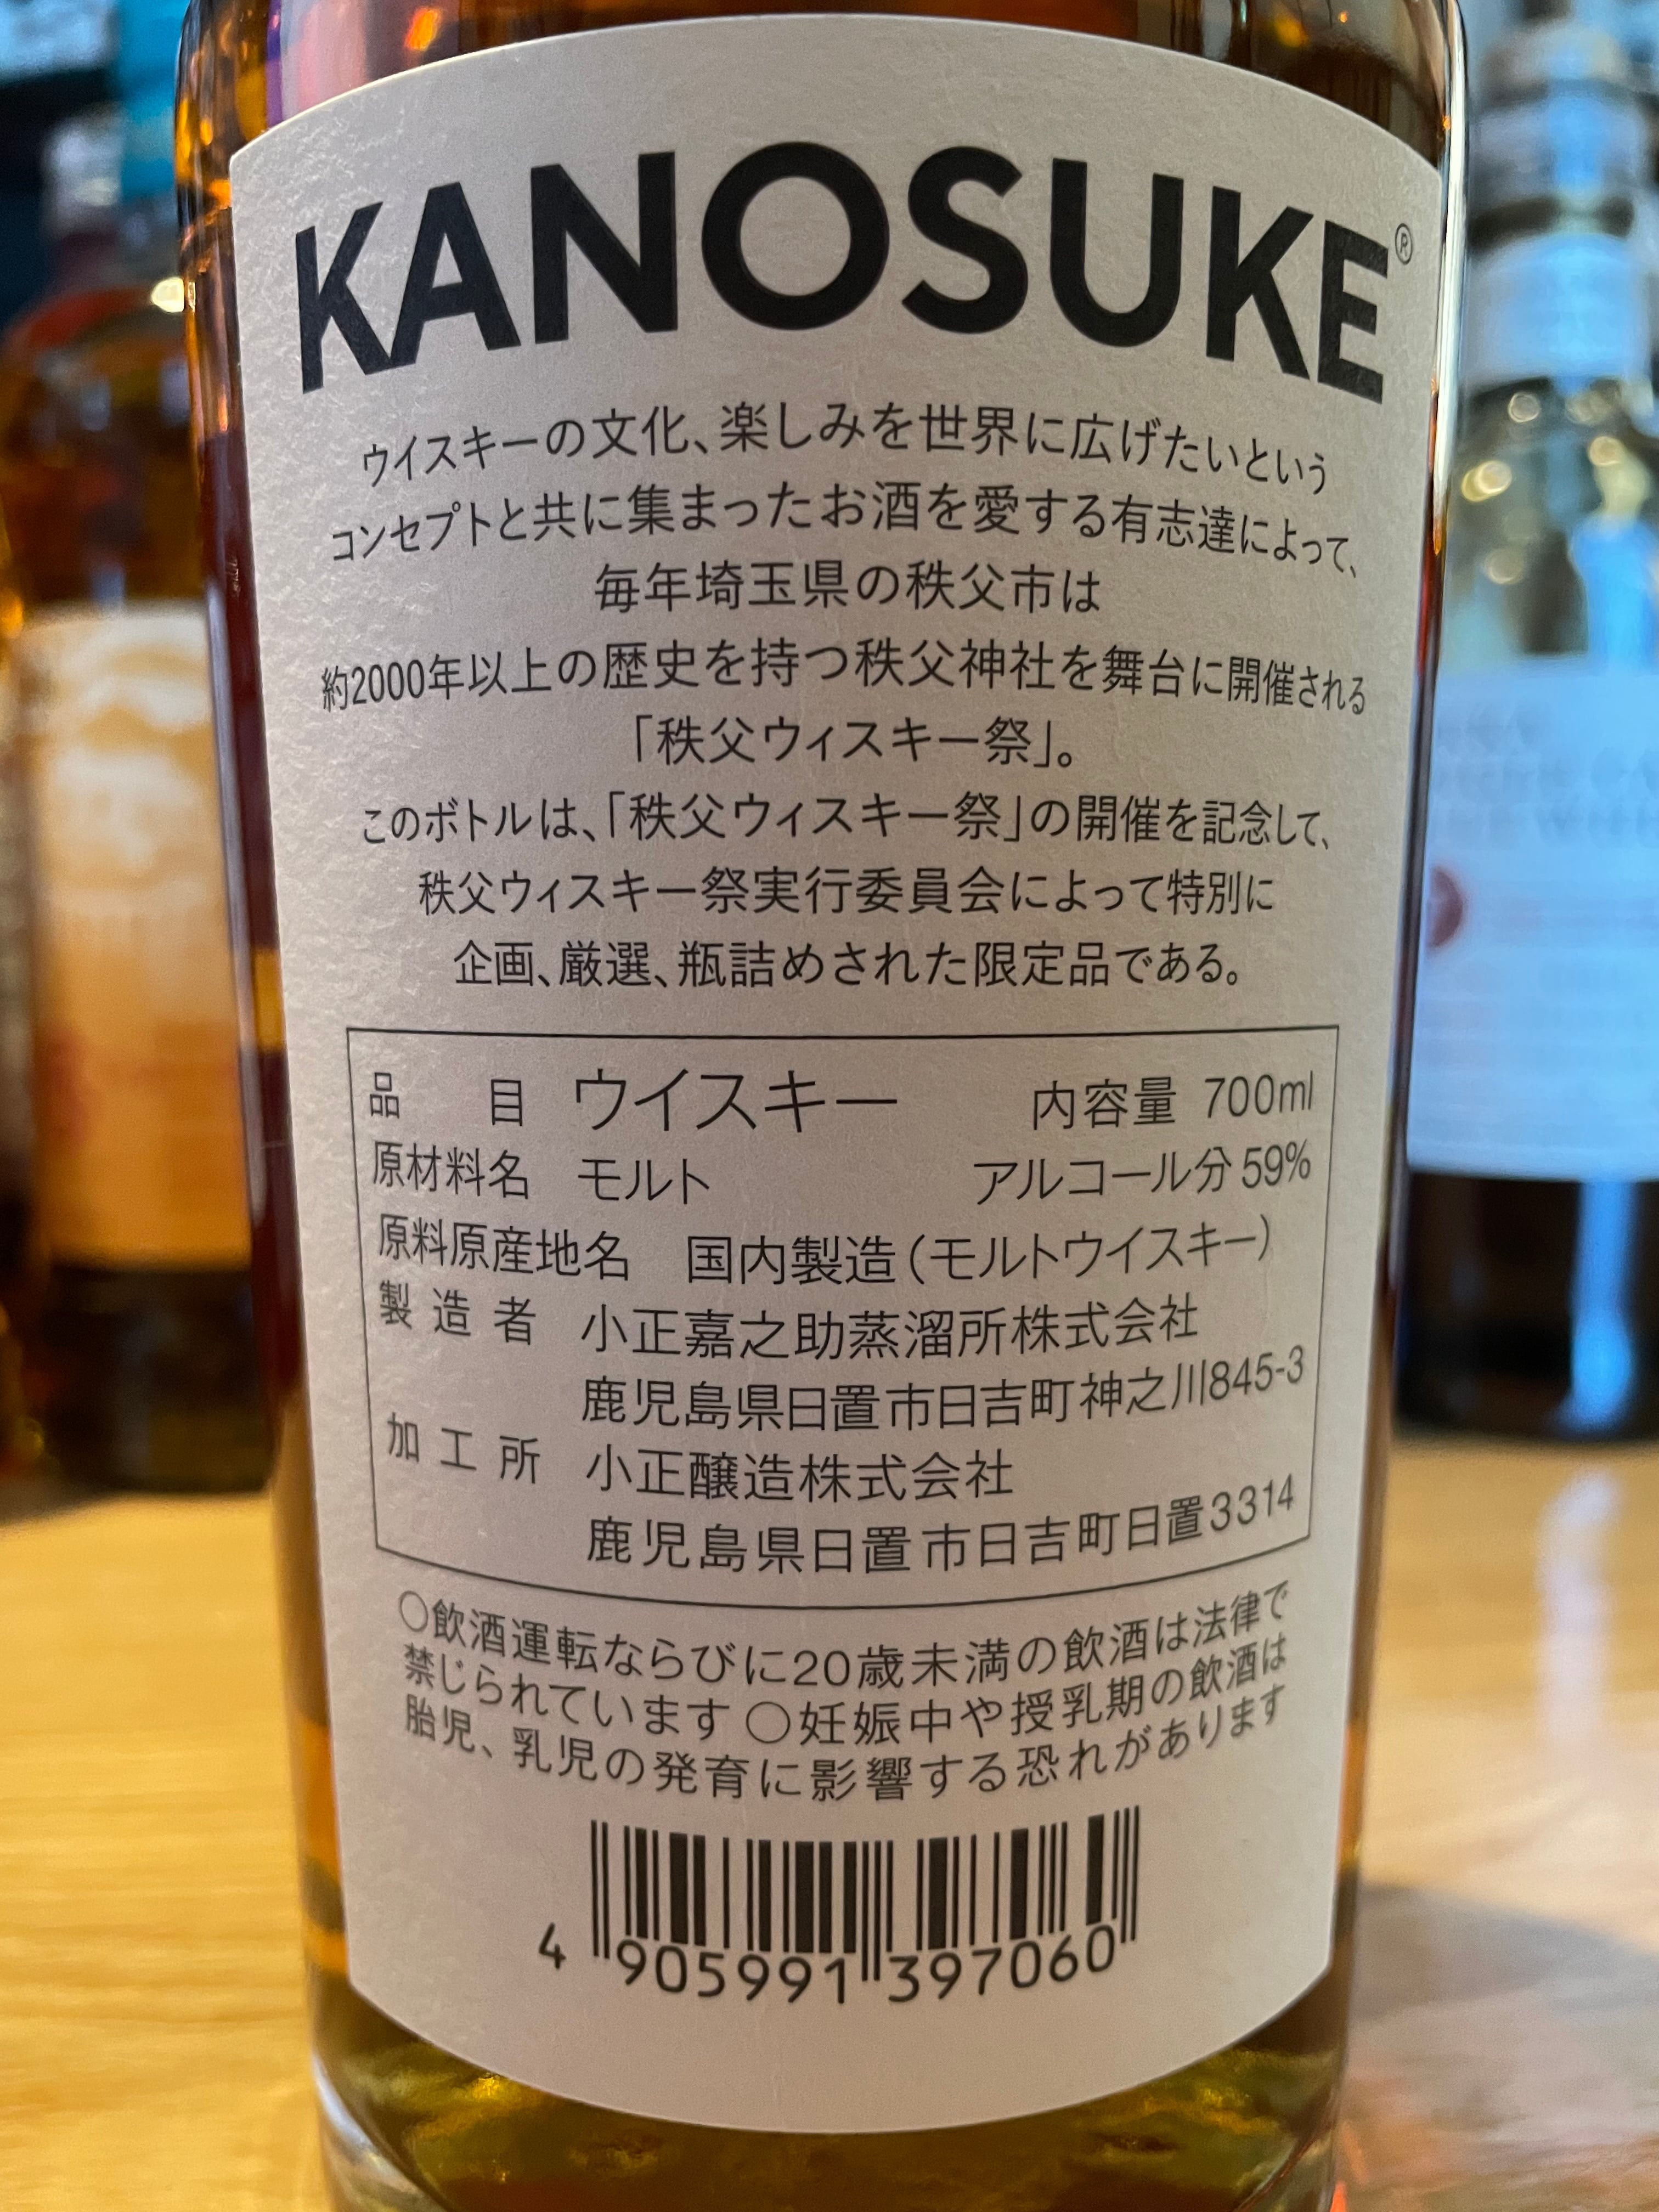 KANOSUKE®
ウイスキーの文化、楽しみを世界に広げたいという
コンセプトと共に集まったお酒を愛する有志達によって、
毎年埼玉県の秩父市は
約2000年以上の歴史を持つ秩父神社を舞台に開催される
「秩父ウィスキー祭」。
このボトルは、「秩父ウィスキー祭」の開催を記念して、
秩父ウィスキー祭実行委員会によって特別に
企画、厳選、瓶詰めされた限定品である。
品 目 ウイスキー 内容量 700ml
原材料名 モルト アルコール分 59%
原料原産地名 国内製造(モルトウイスキー)
製造者 小正嘉之助蒸溜所株式会社
鹿児島県日置市日吉町神之川845-3
加工所 小正醸造株式会社
鹿児島県日置市日吉町日置3314
○飲酒運転ならびに20歳未満の飲酒は法律で
禁じられています ○妊娠中や授乳期の飲酒は
胎児、乳児の発育に影響する恐れがあります
4 905991 397060